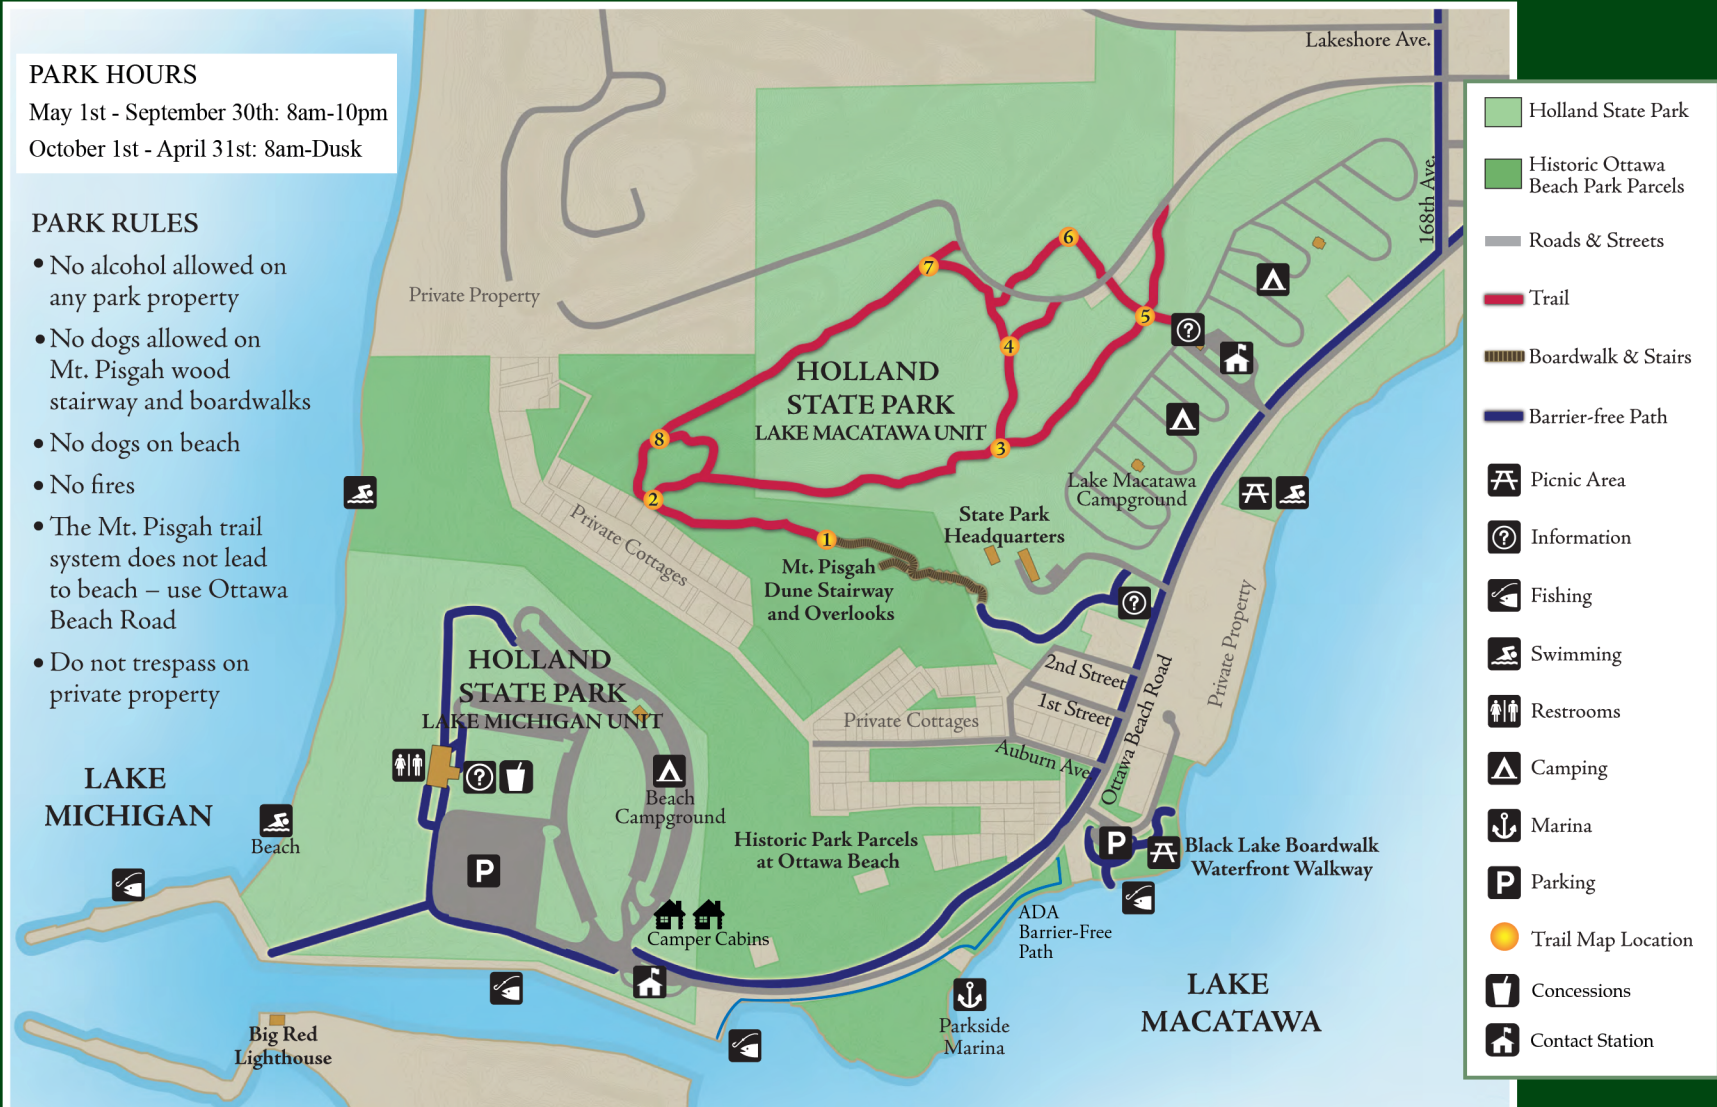 PARK HOURS
May 1st - September 30th: 8am-10pm
October 1st - April 31st: 8am-Dusk
PARK RULES
• No alcohol allowed on
any park property
• No dogs allowed on
Mt. Pisgah wood
stairway and boardwalks
• No dogs on beach
• No fires
• The Mt. Pisgah trail
system does not lead
to beach – use Ottawa
Beach Road
• Do not trespass on
private property
Lakeshore Ave.
168th Ave.
Private Property
6
7
5
?
4
HOLLAND
STATE PARK
LAKE MACATAWA UNIT
8
3
2
1
Lake Macatawa
Campground
State Park
Headquarters
Private Cottages
Mt. Pisgah
Dune Stairway
and Overlooks
?
Private Property
2nd Street
1st Street
Ottawa Beach Road
Auburn Ave.
Private Cottages
HOLLAND
STATE PARK
LAKE MICHIGAN UNIT
?
Beach
Campground
LAKE
MICHIGAN
Beach
P
Historic Park Parcels
at Ottawa Beach
P
Black Lake Boardwalk
Waterfront Walkway
Camper Cabins
ADA
Barrier-Free
Path
Parkside
Marina
LAKE
MACATAWA
Big Red
Lighthouse
Holland State Park
Historic Ottawa
Beach Park Parcels
Roads & Streets
Trail
Boardwalk & Stairs
Barrier-free Path
Picnic Area
? Information
Fishing
Swimming
Restrooms
Camping
Marina
P Parking
Trail Map Location
Concessions
Contact Station